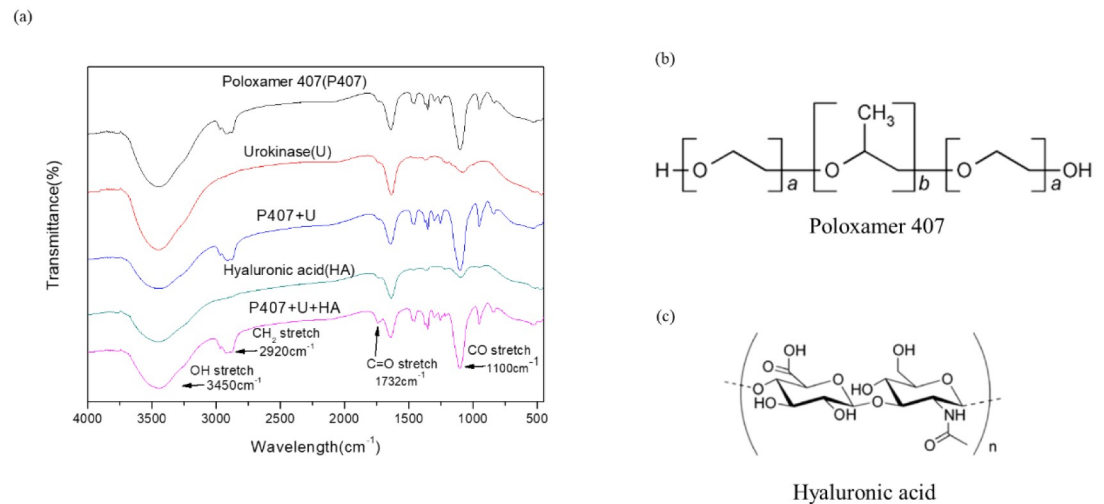 (a)
Poloxamer 407(P407)
Urokinase(U)
P407+U
Hyaluronic acid(HA)
P407+U+HA
CH₂ stretch
2920cm⁻¹
OH stretch
3450cm⁻¹
C=O stretch
1732cm⁻¹
CO stretch
1100cm⁻¹
Transmittance(%)
4000 3500 3000 2500 2000 1500 1000 500
Wavelength(cm⁻¹)
(b)
CH₃
H O a O b O a OH
Poloxamer 407
(c)
OH
O
O
HO
OH
O
OH
HO
O
O
NH
O
n
Hyaluronic acid